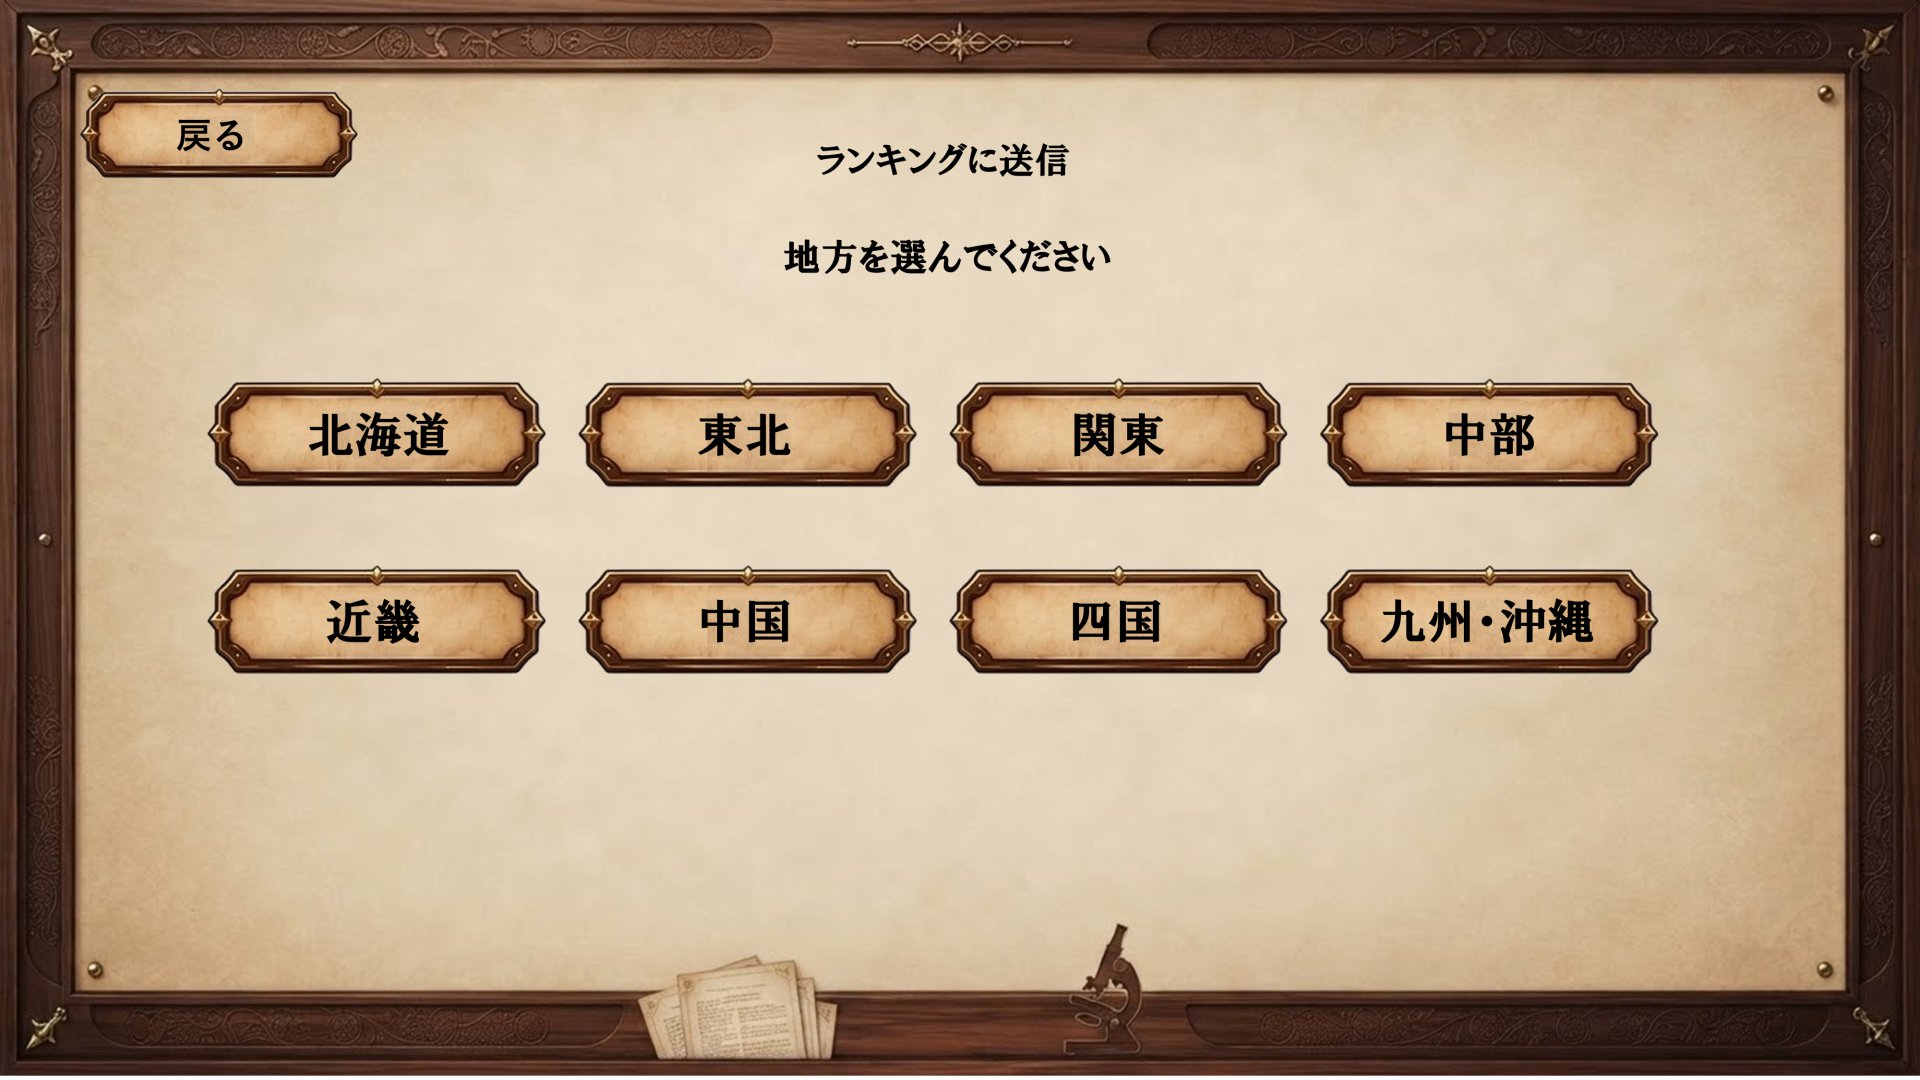 戻る
ランキングに送信
地方を選んでください
北海道
東北
関東
中部
近畿
中国
四国
九州・沖縄